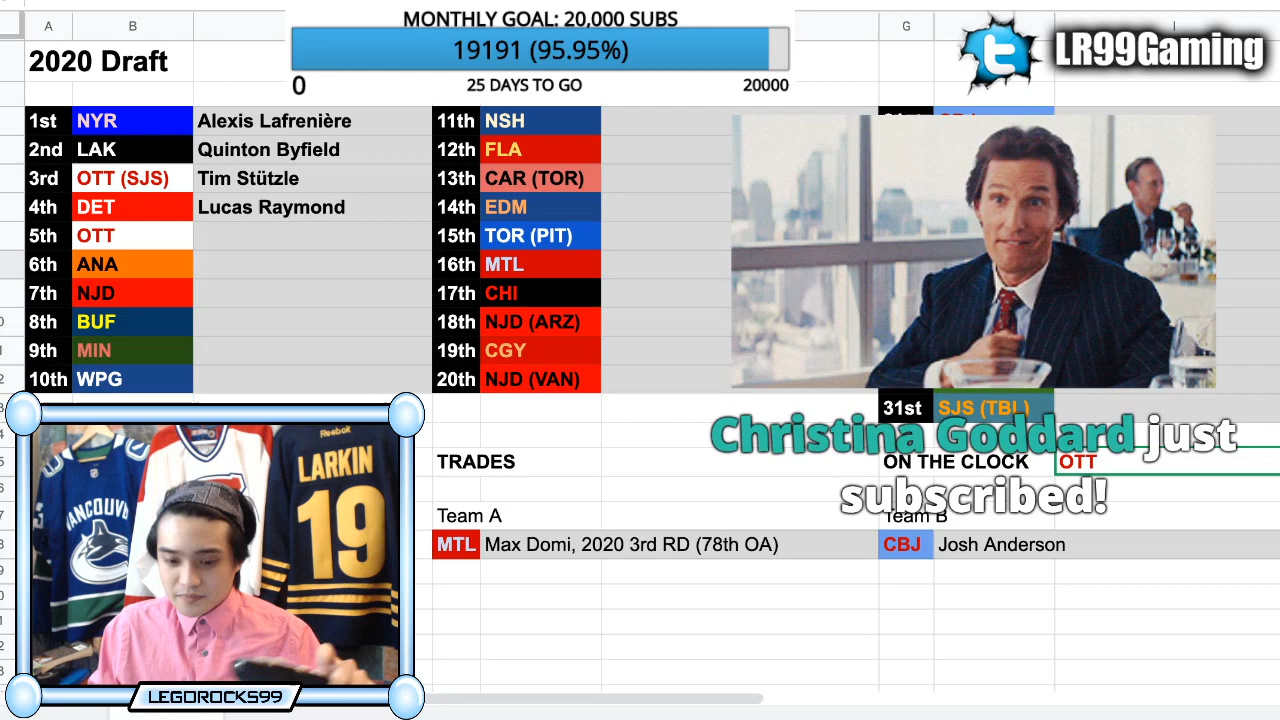 MONTHLY GOAL: 20,000 SUBS
19191 (95.95%)
0 25 DAYS TO GO 20000
LR99Gaming
A B G I
2020 Draft
1st NYR Alexis Lafrenière
2nd LAK Quinton Byfield
3rd OTT (SJS) Tim Stützle
4th DET Lucas Raymond
5th OTT
6th ANA
7th NJD
8th BUF
9th MIN
10th WPG
11th NSH
12th FLA
13th CAR (TOR)
14th EDM
15th TOR (PIT)
16th MTL
17th CHI
18th NJD (ARZ)
19th CGY
20th NJD (VAN)
31st SJS (TBL)
Christina Goddard just
subscribed!
TRADES ON THE CLOCK OTT
Team A Team B
MTL Max Domi, 2020 3rd RD (78th OA) CBJ Josh Anderson
VANCOUVER
Reebok
LARKIN
19
LEGOROCKS99